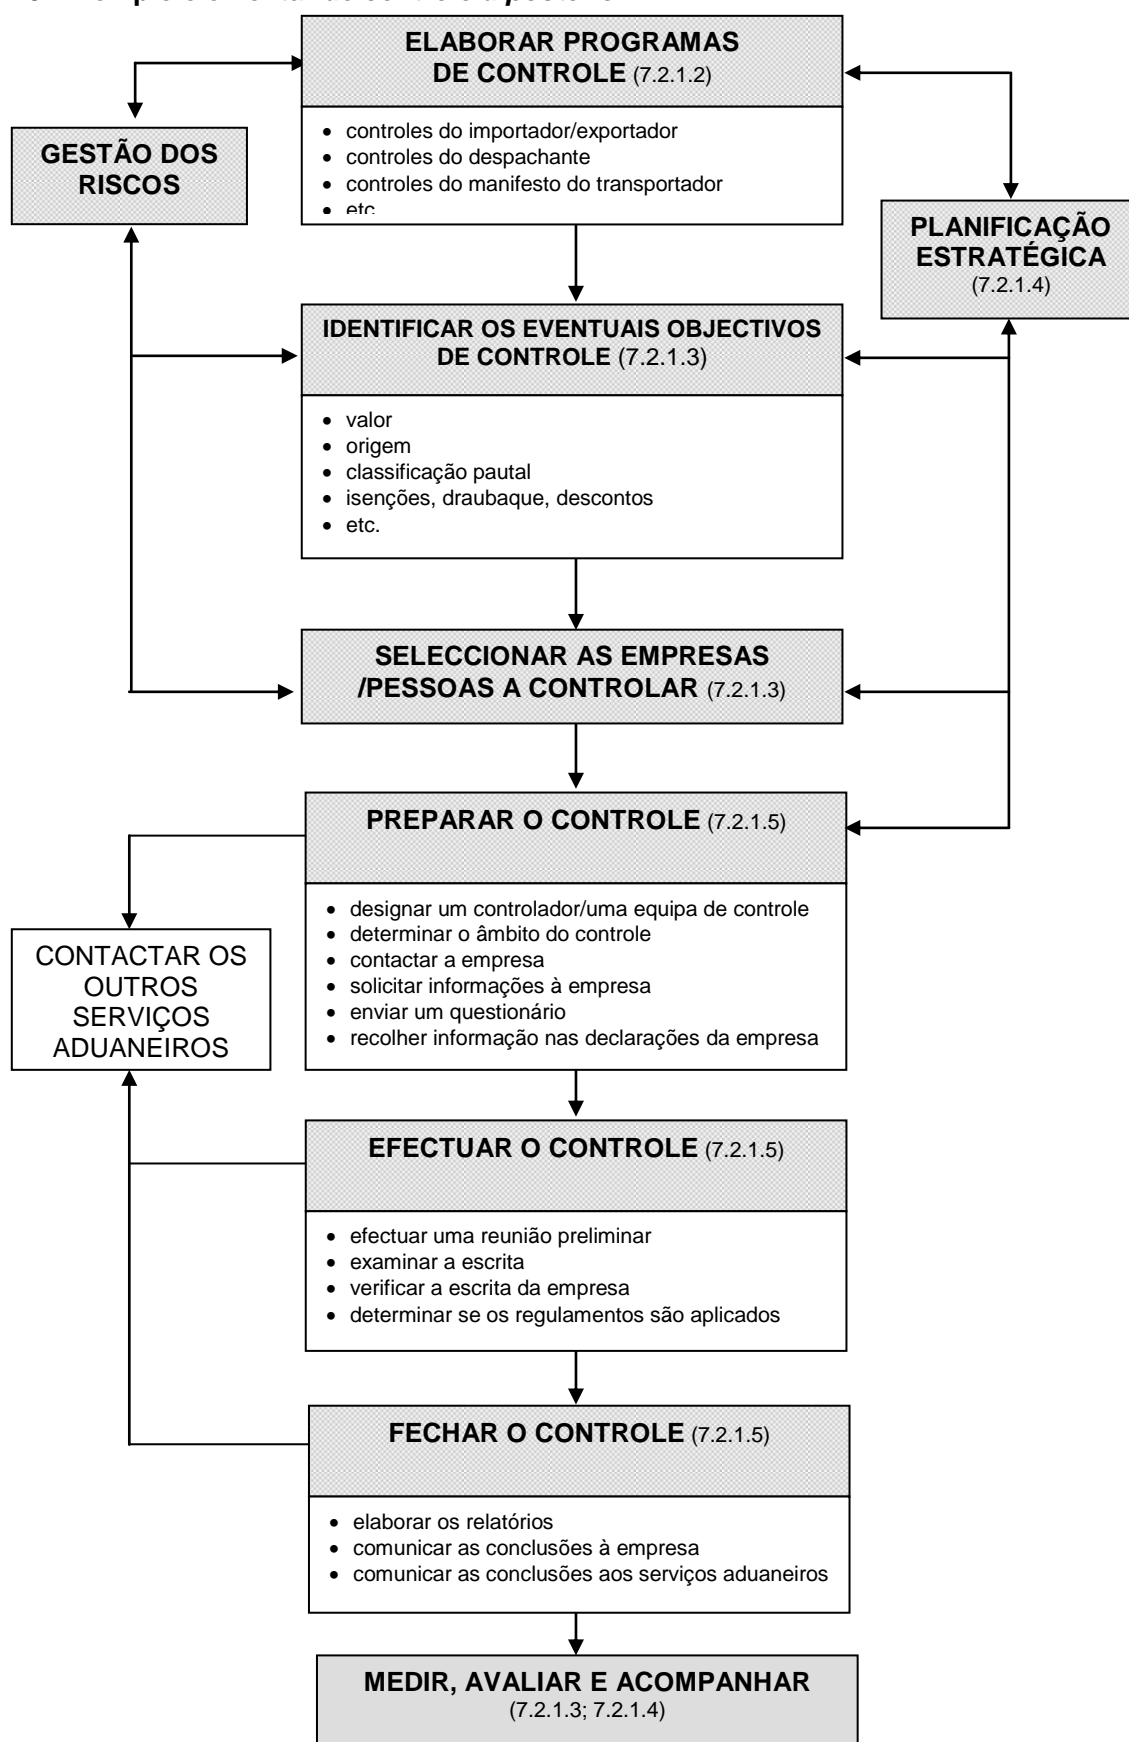 ELABORAR PROGRAMAS
DE CONTROLE (7.2.1.2)
• controles do importador/exportador
• controles do despachante
• controles do manifesto do transportador
• etc
GESTÃO DOS
RISCOS
PLANIFICAÇÃO
ESTRATÉGICA
(7.2.1.4)
IDENTIFICAR OS EVENTUAIS OBJECTIVOS
DE CONTROLE (7.2.1.3)
• valor
• origem
• classificação pautal
• isenções, draubaque, descontos
• etc.
SELECCIONAR AS EMPRESAS
/PESSOAS A CONTROLAR (7.2.1.3)
PREPARAR O CONTROLE (7.2.1.5)
• designar um controlador/uma equipa de controle
• determinar o âmbito do controle
• contactar a empresa
• solicitar informações à empresa
• enviar um questionário
• recolher informação nas declarações da empresa
CONTACTAR OS
OUTROS
SERVIÇOS
ADUANEIROS
EFECTUAR O CONTROLE (7.2.1.5)
• efectuar uma reunião preliminar
• examinar a escrita
• verificar a escrita da empresa
• determinar se os regulamentos são aplicados
FECHAR O CONTROLE (7.2.1.5)
• elaborar os relatórios
• comunicar as conclusões à empresa
• comunicar as conclusões aos serviços aduaneiros
MEDIR, AVALIAR E ACOMPANHAR
(7.2.1.3; 7.2.1.4)